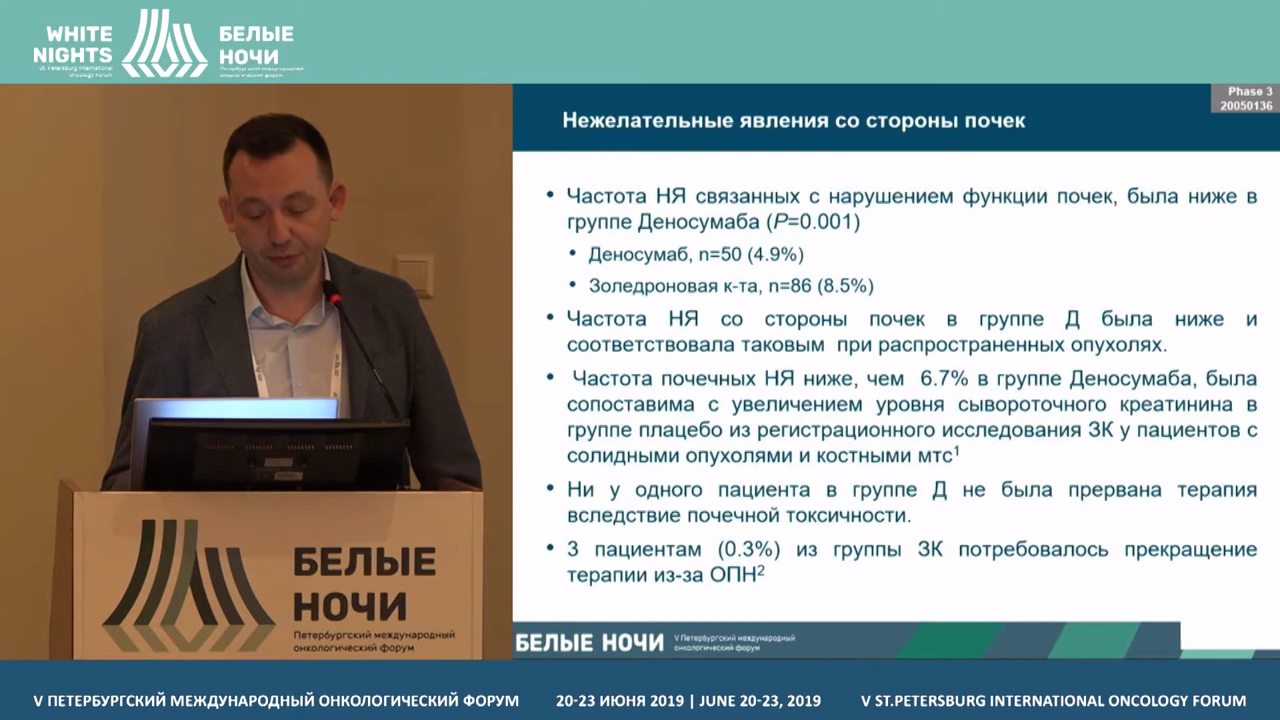 WHITE
NIGHTS
St. Petersburg International
Oncology Forum
БЕЛЫЕ
НОЧИ
Петербургский международный
онкологический форум
Phase 3
20050136
Нежелательные явления со стороны почек
• Частота НЯ связанных с нарушением функции почек, была ниже в
группе Деносумаба (P=0.001)
• Деносумаб, n=50 (4.9%)
• Золедроновая к-та, n=86 (8.5%)
• Частота НЯ со стороны почек в группе Д была ниже и
соответствовала таковым при распространенных опухолях.
• Частота почечных НЯ ниже, чем 6.7% в группе Деносумаба, была
сопоставима с увеличением уровня сывороточного креатинина в
группе плацебо из регистрационного исследования ЗК у пациентов с
солидными опухолями и костными мтс1
• Ни у одного пациента в группе Д не была прервана терапия
вследствие почечной токсичности.
• 3 пациентам (0.3%) из группы ЗК потребовалось прекращение
терапии из-за ОПН2
БЕЛЫЕ НОЧИ
V Петербургский международный
онкологический форум
БЕЛЫЕ
НОЧИ
Петербургский международный
онкологический форум
V ПЕТЕРБУРГСКИЙ МЕЖДУНАРОДНЫЙ ОНКОЛОГИЧЕСКИЙ ФОРУМ
20-23 ИЮНЯ 2019 | JUNE 20-23, 2019
V ST.PETERSBURG INTERNATIONAL ONCOLOGY FORUM